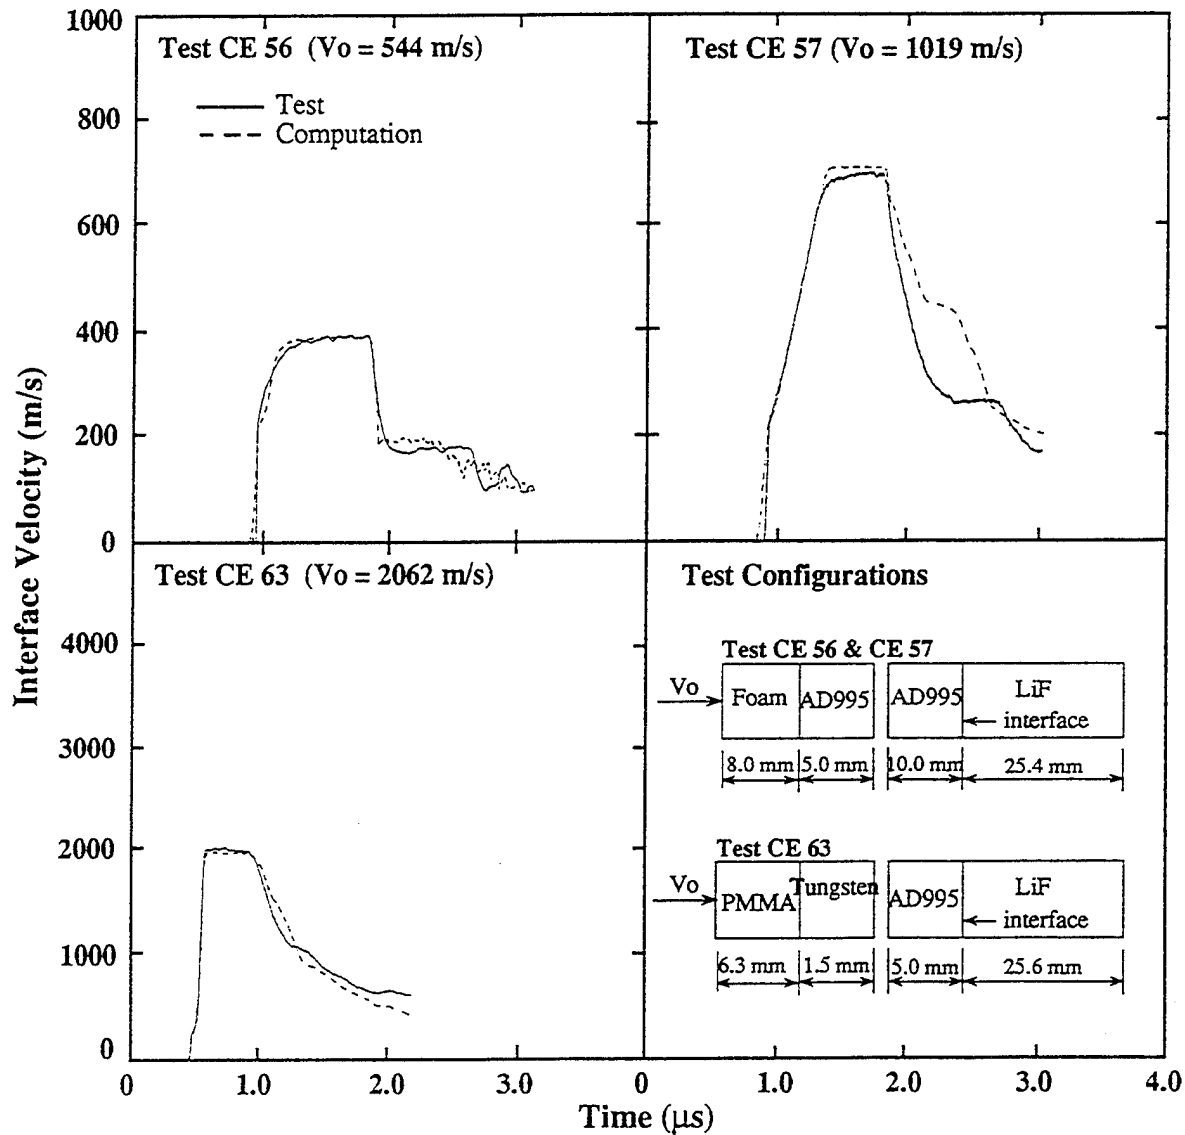 Test CE 56 (Vo = 544 m/s)
Test
Computation
Test CE 57 (Vo = 1019 m/s)
1000
800
600
400
200
0
Interface Velocity (m/s)
Test CE 63 (Vo = 2062 m/s)
4000
3000
2000
1000
0
0 1.0 2.0 3.0 0 1.0 2.0 3.0 4.0
Time (μs)
Test Configurations
Test CE 56 & CE 57
Vo
Foam AD995 AD995 LiF
interface
8.0 mm 5.0 mm 10.0 mm 25.4 mm
Test CE 63
Vo
PMMA Tungsten AD995 LiF
interface
6.3 mm 1.5 mm 5.0 mm 25.6 mm